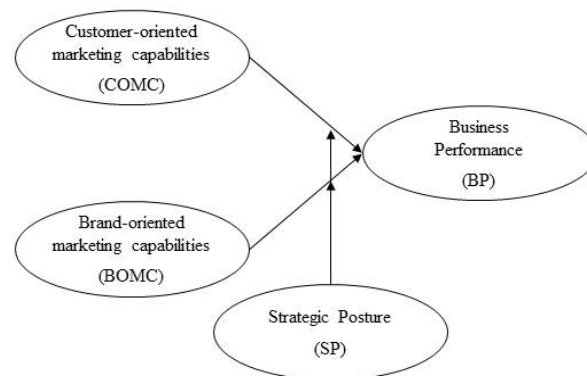 Customer-oriented
marketing capabilities
(COMC)
Business
Performance
(BP)
Brand-oriented
marketing capabilities
(BOMC)
Strategic Posture
(SP)